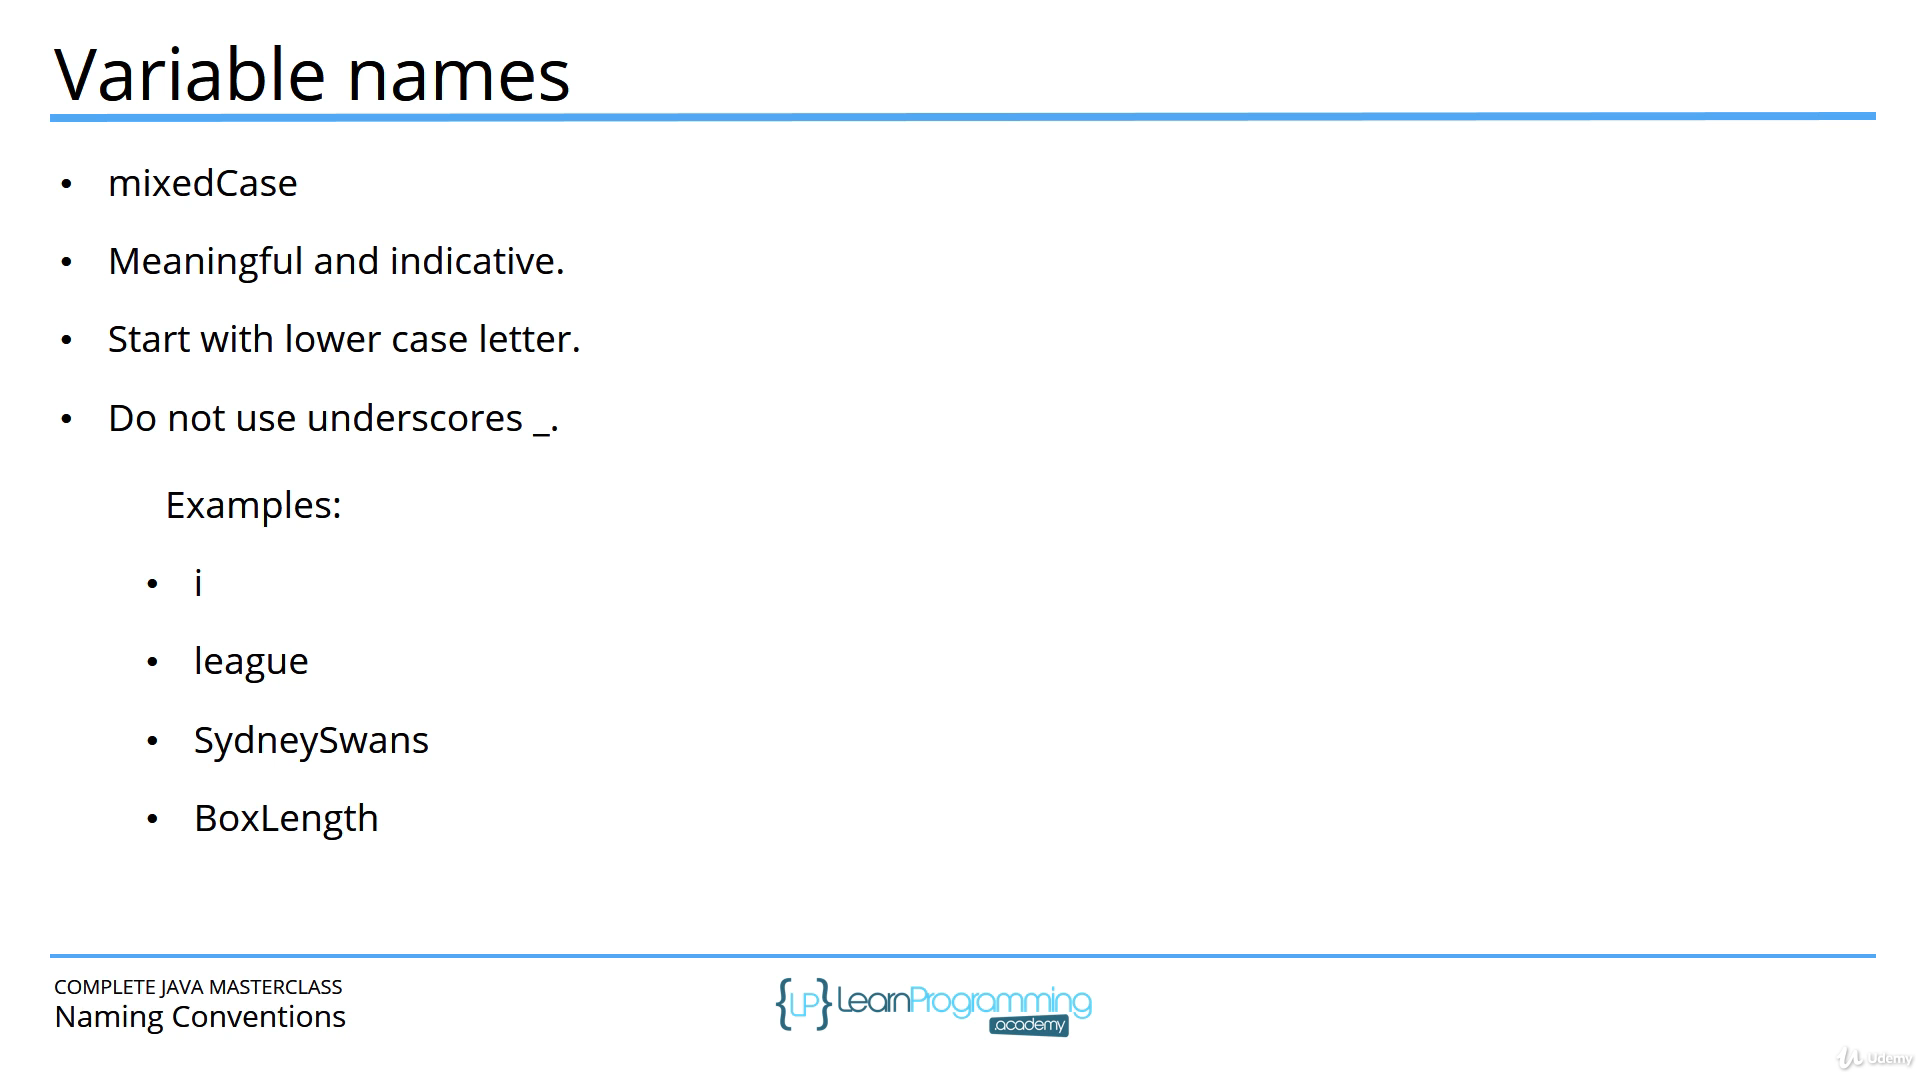 Variable names
• mixedCase
• Meaningful and indicative.
• Start with lower case letter.
• Do not use underscores _.
Examples:
• i
• league
• SydneySwans
• BoxLength
COMPLETE JAVA MASTERCLASS
Naming Conventions
{LP} LearnProgramming
.academy
Udemy